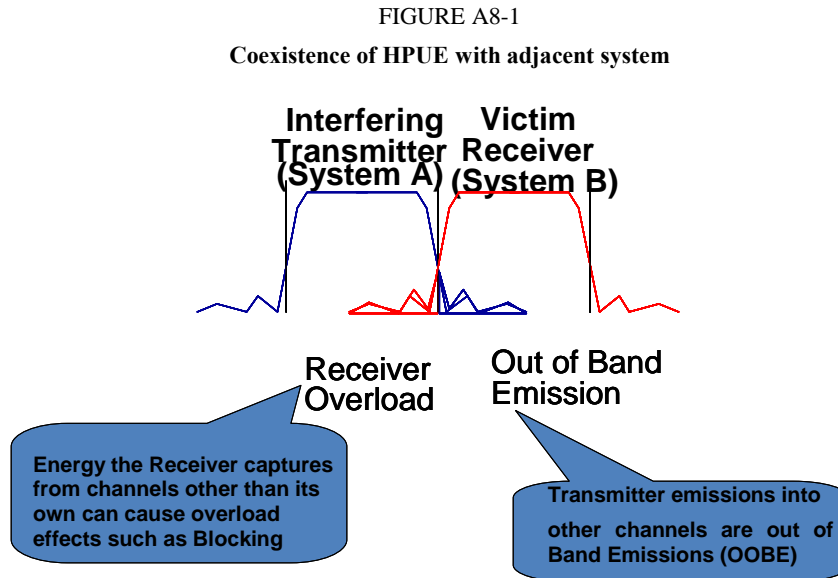 FIGURE A8-1
Coexistence of HPUE with adjacent system
Interfering
Transmitter
(System A)
Victim
Receiver
(System B)
Receiver
Overload
Out of Band
Emission
Energy the Receiver captures
from channels other than its
own can cause overload
effects such as Blocking
Transmitter emissions into
other channels are out of
Band Emissions (OOBE)